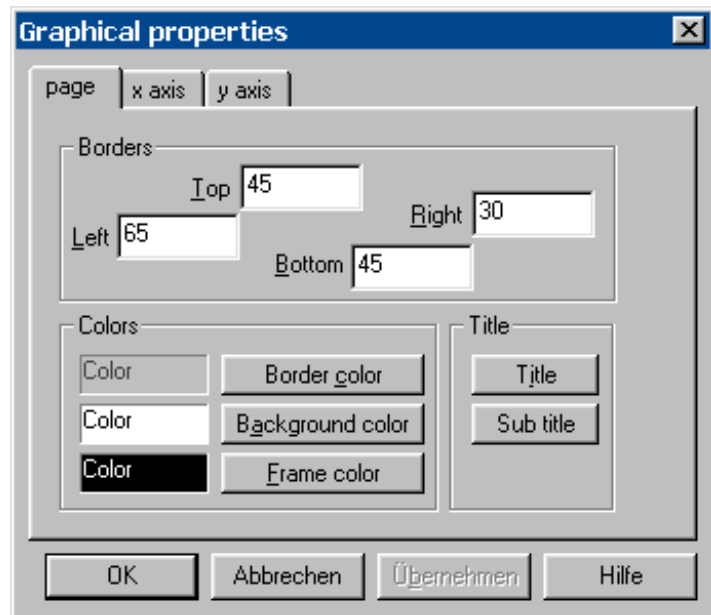 Graphical properties
page x axis y axis
Borders
Top 45
Right 30
Left 65
Bottom 45
Colors
Color Border color
Color Background color
Color Frame color
Title
Title
Sub title
OK Abbrechen Übernehmen Hilfe